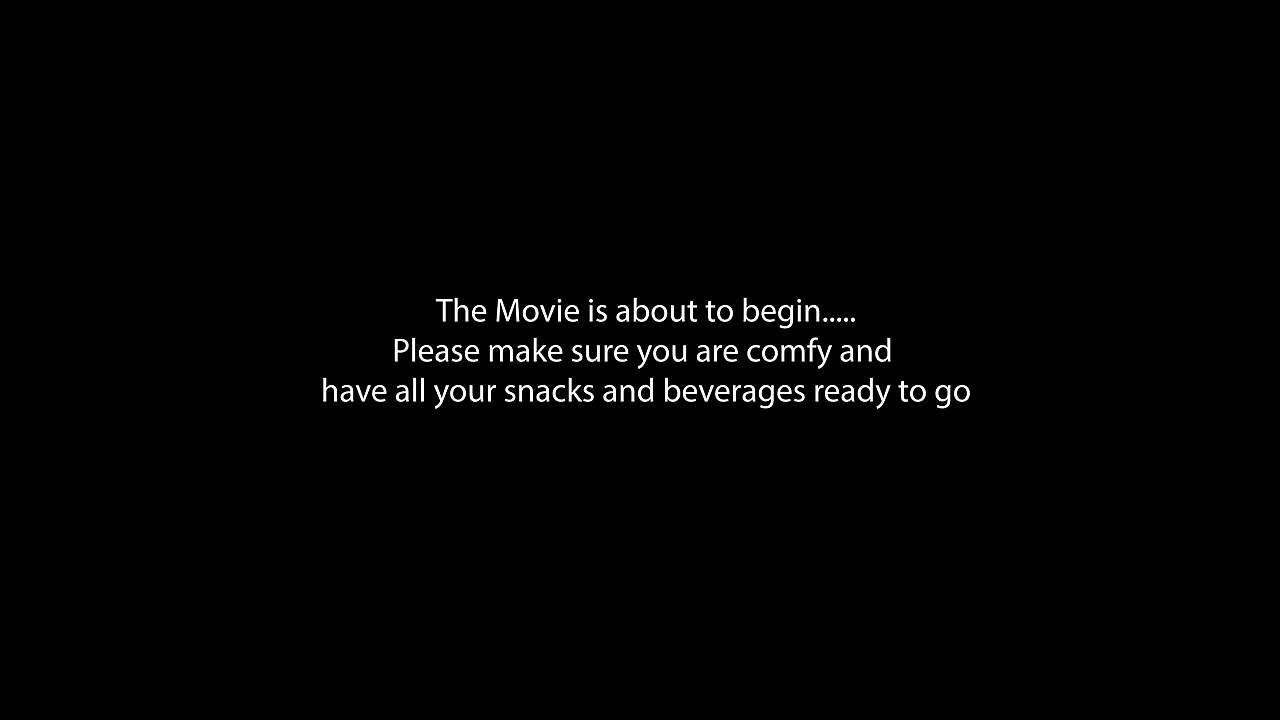 The Movie is about to begin.....
Please make sure you are comfy and
have all your snacks and beverages ready to go